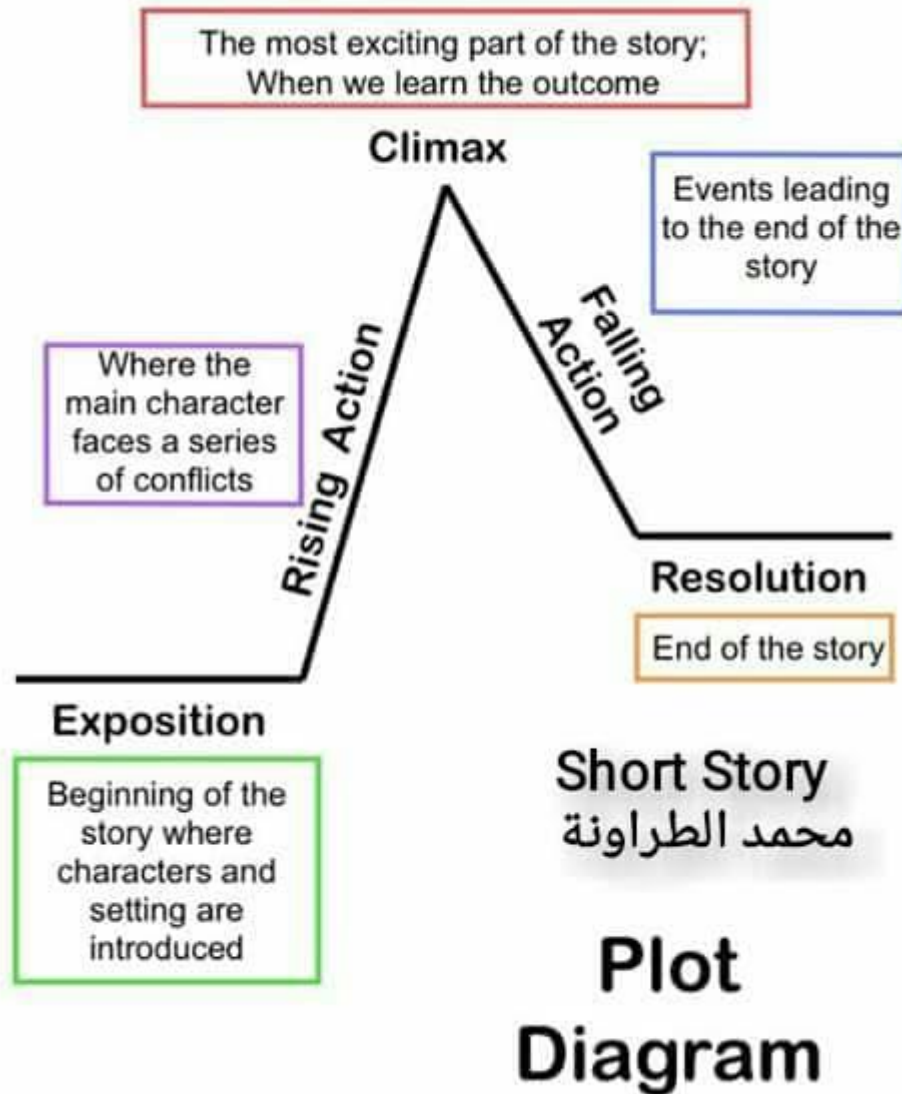 The most exciting part of the story;
When we learn the outcome
Climax
Events leading
to the end of the
story
Falling
Action
Where the
main character
faces a series
of conflicts
Rising Action
Resolution
End of the story
Exposition
Beginning of the
story where
characters and
setting are
introduced
Short Story
محمد الطراونة
Plot
Diagram